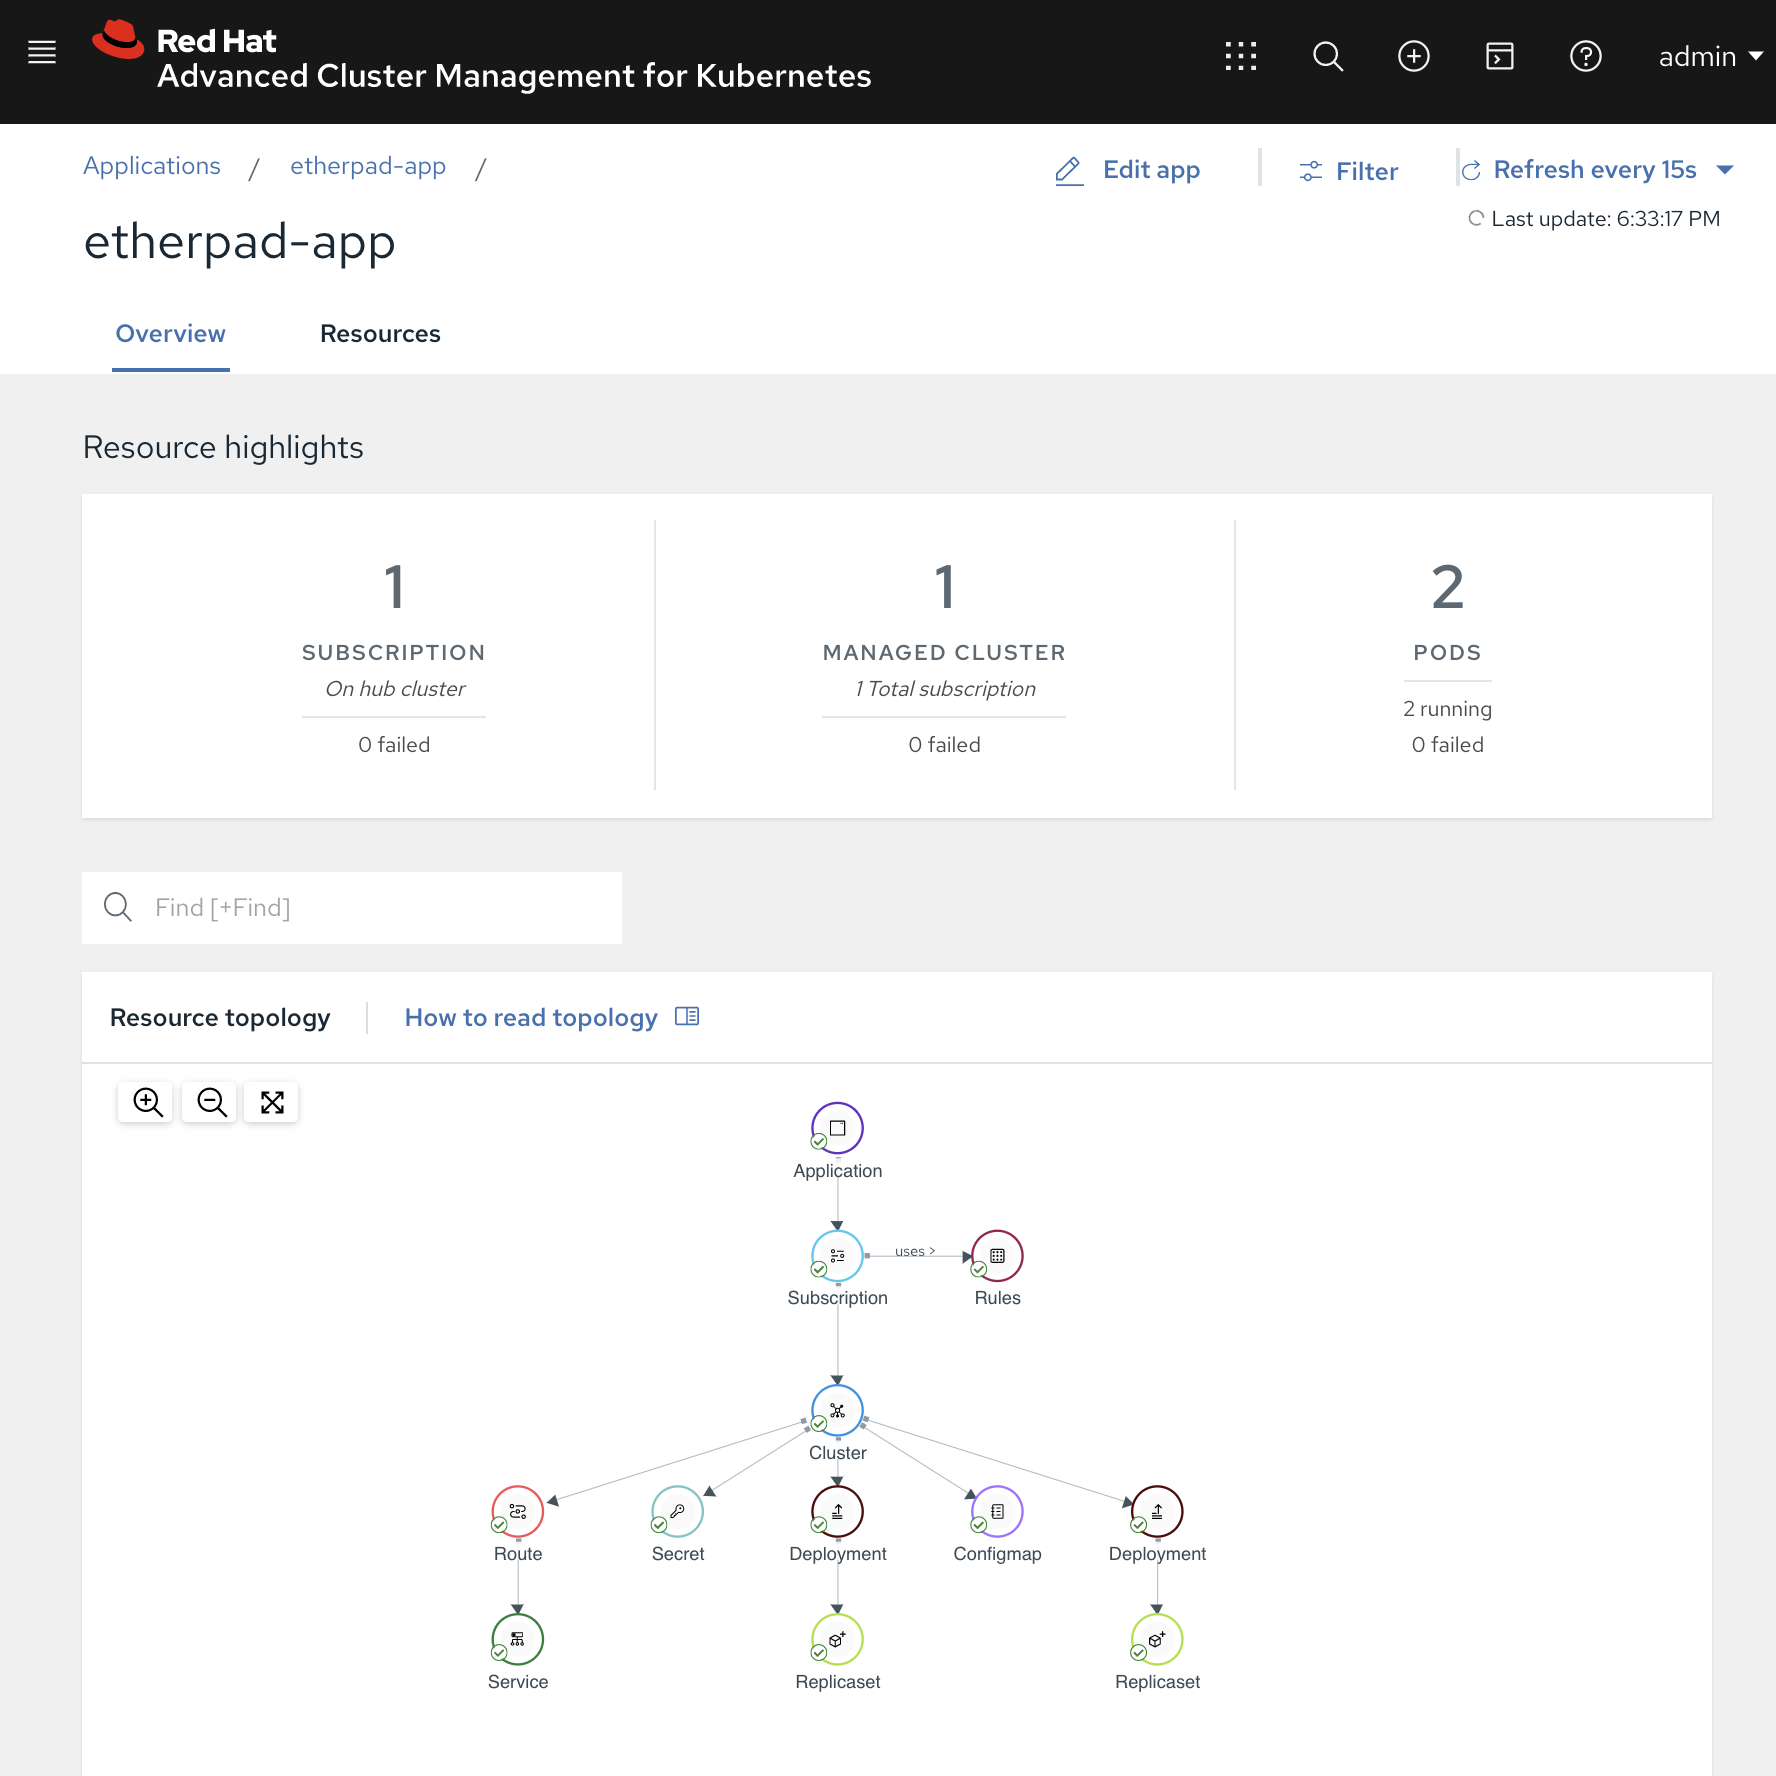 Red Hat
Advanced Cluster Management for Kubernetes
admin
Applications / etherpad-app /
Edit app
Filter
Refresh every 15s
Last update: 6:33:17 PM
etherpad-app
Overview
Resources
Resource highlights
1
SUBSCRIPTION
On hub cluster
0 failed
1
MANAGED CLUSTER
1 Total subscription
0 failed
2
PODS
2 running
0 failed
Find [+Find]
Resource topology
How to read topology
Application
uses >
Subscription
Rules
Cluster
Route
Secret
Deployment
Configmap
Deployment
Service
Replicaset
Replicaset